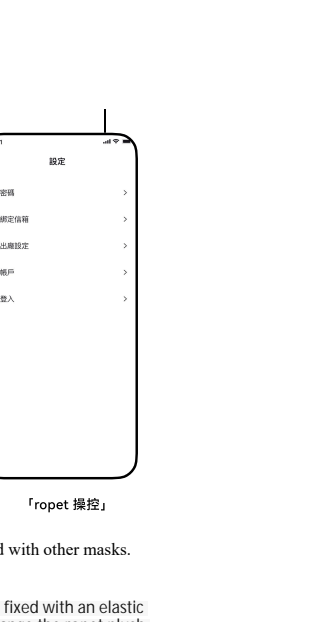 設定
密碼
綁定信箱
出廠設定
帳戶
登入
「ropet 操控」
d with other masks.
fixed with an elastic